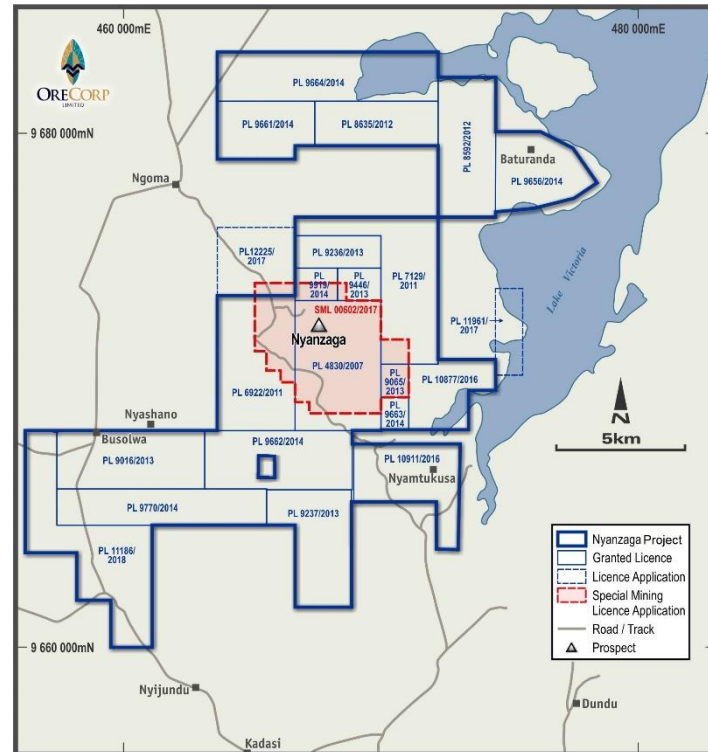 460 000mE
480 000mE
ORECORP
LIMITED
PL 9664/2014
9 680 000mN
PL 9661/2014
PL 8635/2012
PL 8592/2012
Baturanda
PL 9656/2014
Ngoma
PL12225/
2017
PL 9236/2013
PL
9919/
2014
PL
9446/
2013
PL 7129/
2011
Lake Victoria
SML 00602/2017
Nyanzaga
PL 11961/
2017
PL 4830/2007
PL 6922/2011
PL
9065/
2013
PL 10877/2016
PL
9663/
2014
N
5km
Nyashano
Busolwa
PL 9662/2014
PL 9016/2013
PL 10911/2016
Nyamtukusa
PL 9770/2014
PL 9237/2013
PL 11186/
2018
Nyanzaga Project
Granted Licence
Licence Application
Special Mining
Licence Application
Road / Track
Prospect
9 660 000mN
Nyijundu
Dundu
Kadasi